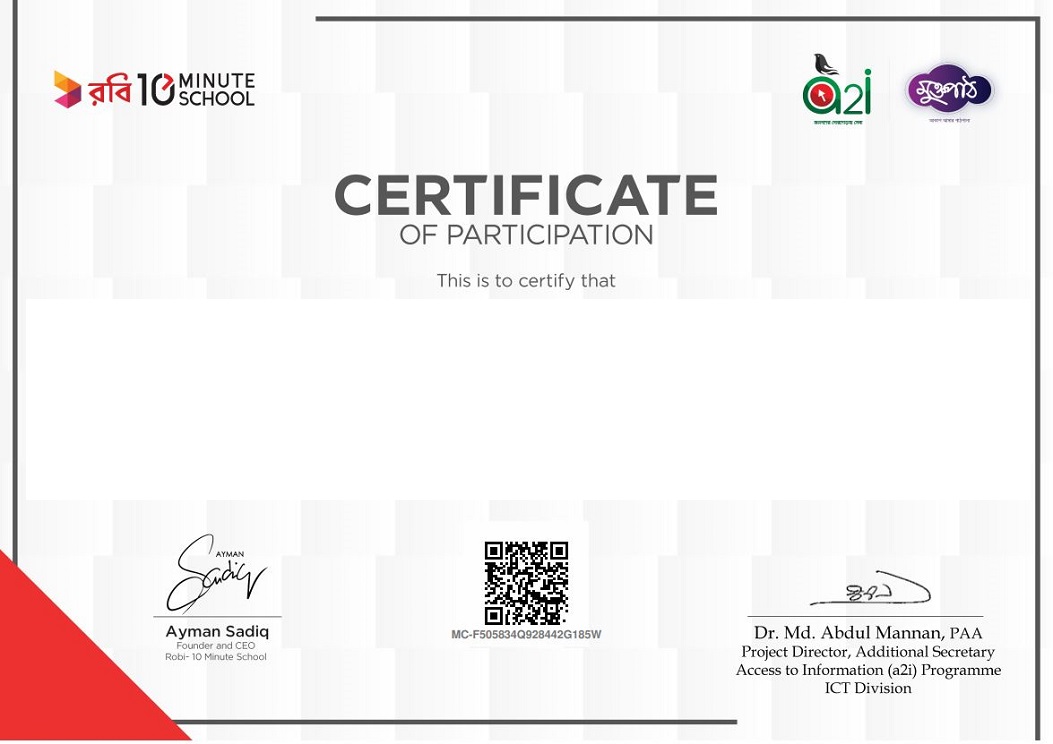 রবি 10 MINUTE SCHOOL
a2i
মুক্তপাঠ
CERTIFICATE
OF PARTICIPATION
This is to certify that
AYMAN
Sadiq
Ayman Sadiq
Founder and CEO
Robi- 10 Minute School
MC-F505834Q928442G185W
Dr. Md. Abdul Mannan, PAA
Project Director, Additional Secretary
Access to Information (a2i) Programme
ICT Division